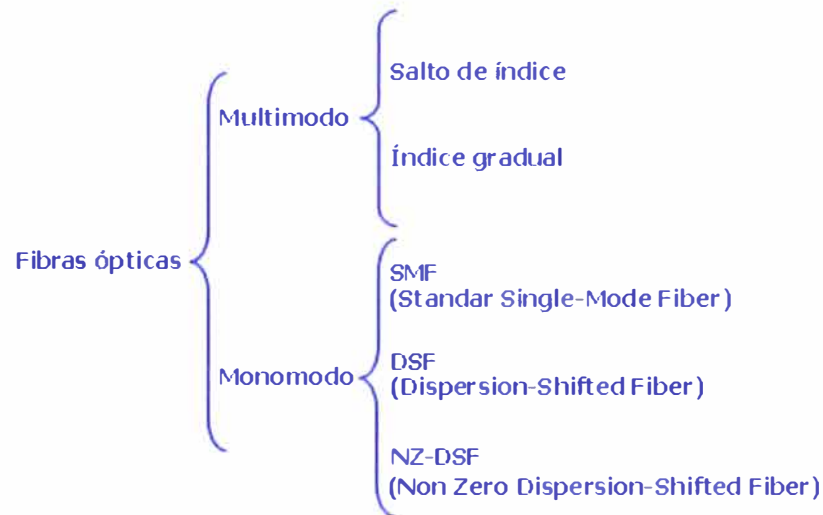 Fibras ópticas
Multimodo
Salto de índice
Índice gradual
Monomodo
SMF
(Standar Single-Mode Fiber)
DSF
(Dispersion-Shifted Fiber)
NZ-DSF
(Non Zero Dispersion-Shifted Fiber)